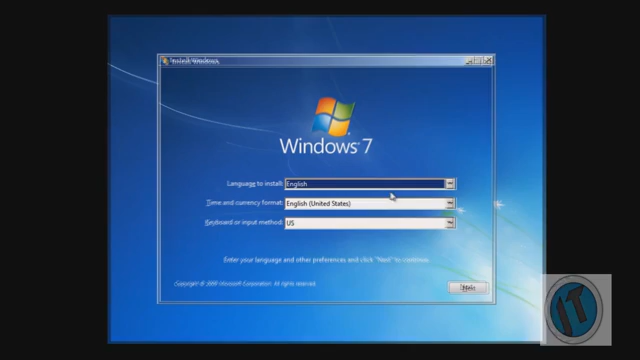 Install Windows
Windows 7
Language to install: English
Time and currency format: English (United States)
Keyboard or input method: US
Enter your language and other preferences and click "Next" to continue.
Copyright © 2009 Microsoft Corporation. All rights reserved.
Next
IT